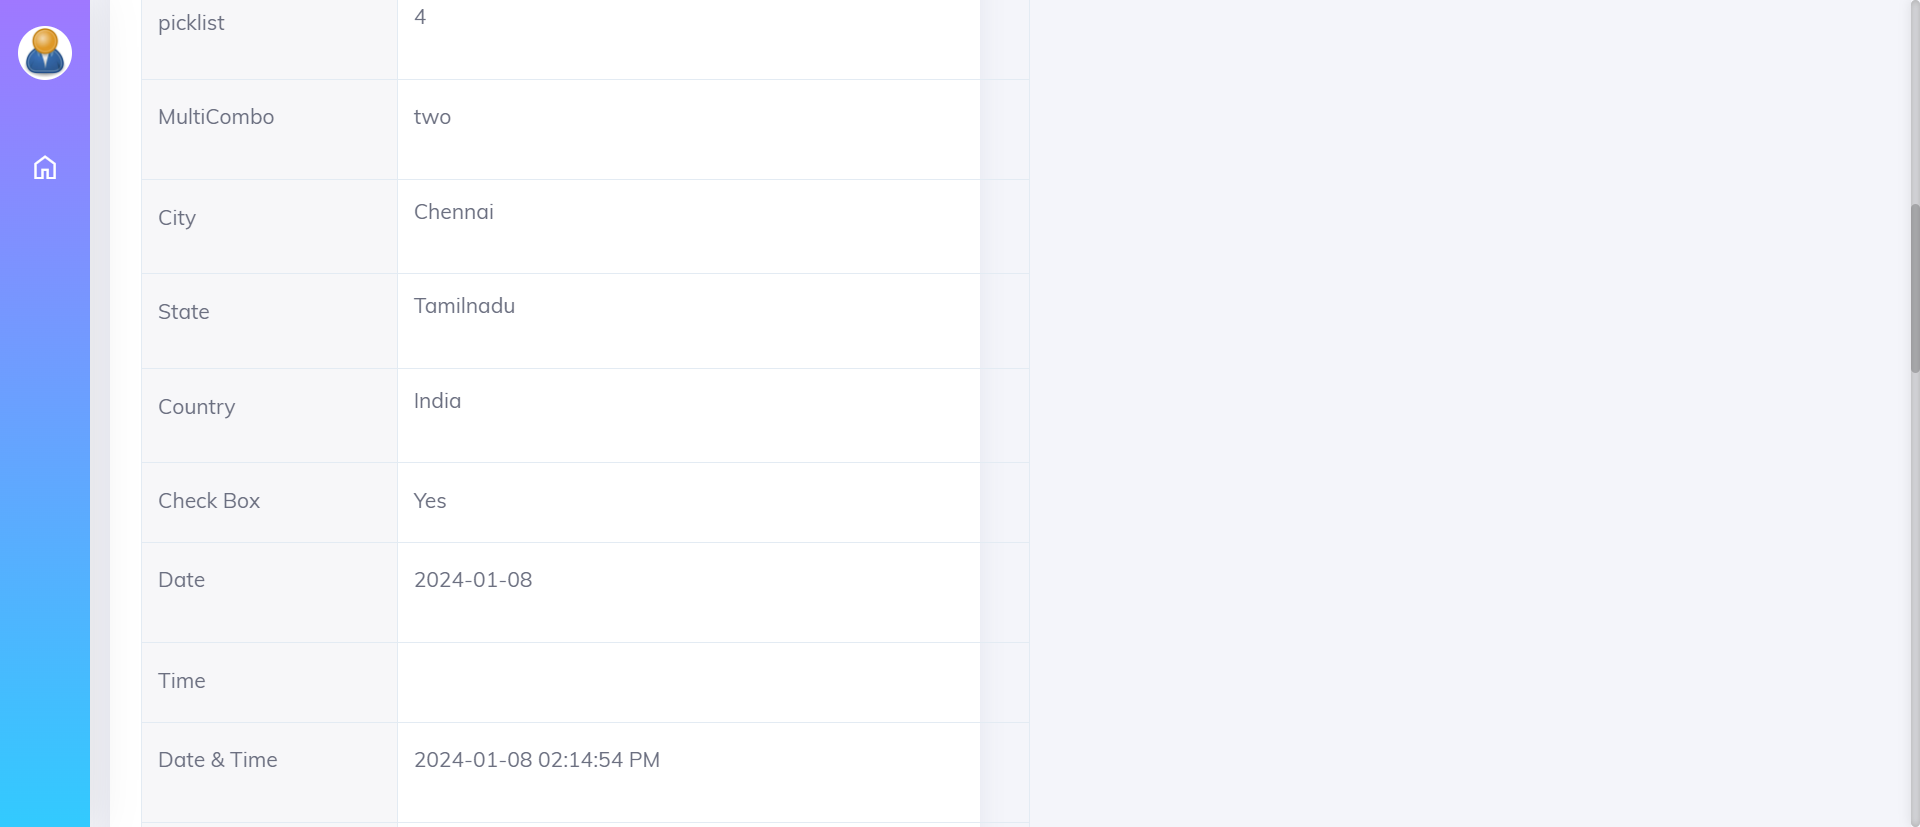 picklist 4
MultiCombo two
City Chennai
State Tamilnadu
Country India
Check Box Yes
Date 2024-01-08
Time
Date & Time 2024-01-08 02:14:54 PM